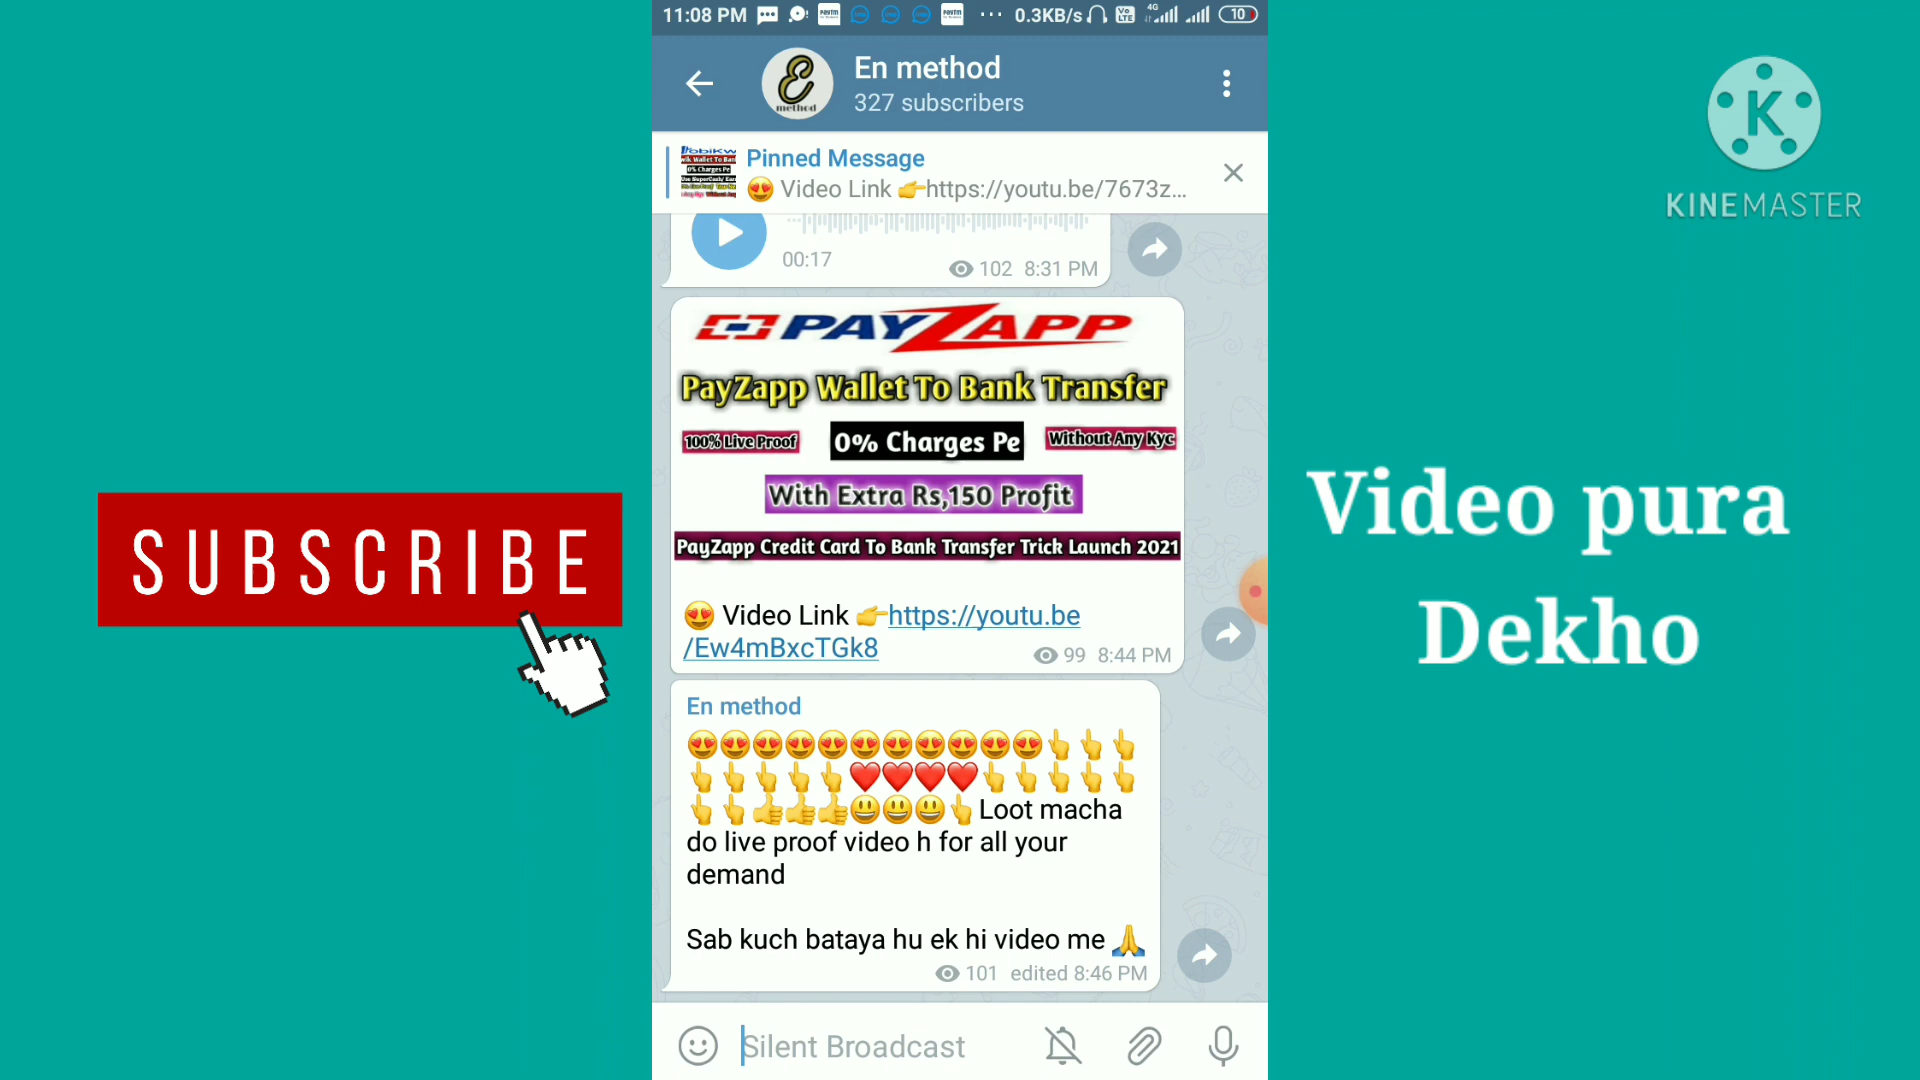 11:08 PM
0.3KB/s
Vo
LTE
4G
10
En method
327 subscribers
method
Pinned Message
😍 Video Link 👉https://youtu.be/7673z...
00:17
102 8:31 PM
PAYZAPP
PayZapp Wallet To Bank Transfer
100% Live Proof
0% Charges Pe
Without Any Kyc
With Extra Rs,150 Profit
PayZapp Credit Card To Bank Transfer Trick Launch 2021
😍 Video Link 👉https://youtu.be
/Ew4mBxcTGk8
99 8:44 PM
En method
😍😍😍😍😍😍😍😍😍😍😍👆👆👆
👆👆👆👆👆❤️❤️❤️❤️👆👆👆👆👆
👆👆👍👍👍😃😃😃👆Loot macha
do live proof video h for all your
demand
Sab kuch bataya hu ek hi video me 🙏
101 edited 8:46 PM
Silent Broadcast
SUBSCRIBE
K
KINEMASTER
Video pura
Dekho